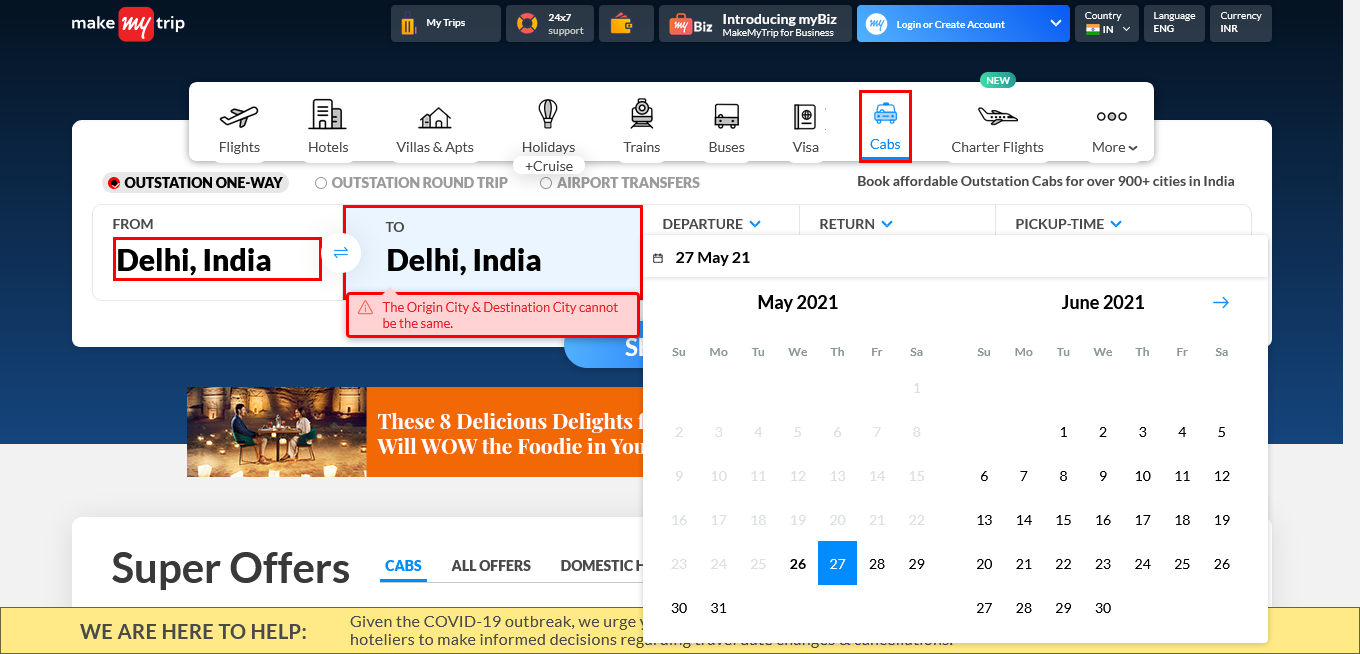 make my trip
My Trips
24x7
support
myBiz
Introducing myBiz
MakeMyTrip for Business
my
Login or Create Account
Country
IN
Language
ENG
Currency
INR
NEW
Flights
Hotels
Villas & Apts
Holidays
+Cruise
Trains
Buses
Visa
Cabs
Charter Flights
More
OUTSTATION ONE-WAY
OUTSTATION ROUND TRIP
AIRPORT TRANSFERS
Book affordable Outstation Cabs for over 900+ cities in India
FROM
Delhi, India
TO
Delhi, India
The Origin City & Destination City cannot
be the same.
DEPARTURE
RETURN
PICKUP-TIME
27 May 21
May 2021
Su Mo Tu We Th Fr Sa
1
2 3 4 5 6 7 8
9 10 11 12 13 14 15
16 17 18 19 20 21 22
23 24 25 26 27 28 29
30 31
June 2021
Su Mo Tu We Th Fr Sa
1 2 3 4 5
6 7 8 9 10 11 12
13 14 15 16 17 18 19
20 21 22 23 24 25 26
27 28 29 30
These 8 Delicious Delights
Will WOW the Foodie in
Super Offers
CABS
ALL OFFERS
DOMESTIC
WE ARE HERE TO HELP:
Given the COVID-19 outbreak, we urge
hoteliers to make informed decisions regarding travel date changes & cancellations.